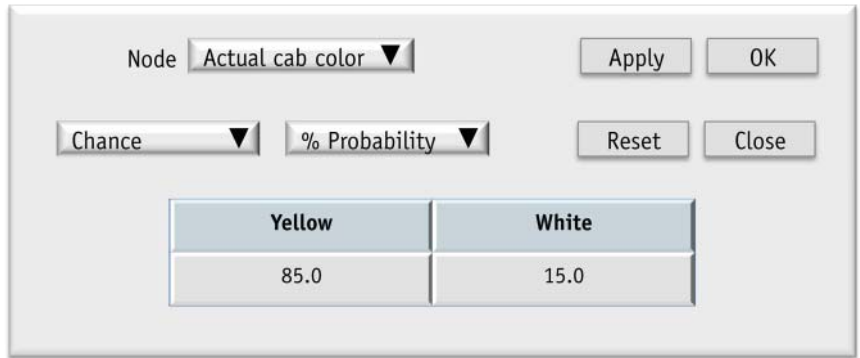 Node Actual cab color ▼ Apply OK
Chance ▼ % Probability ▼ Reset Close
Yellow White
85.0 15.0